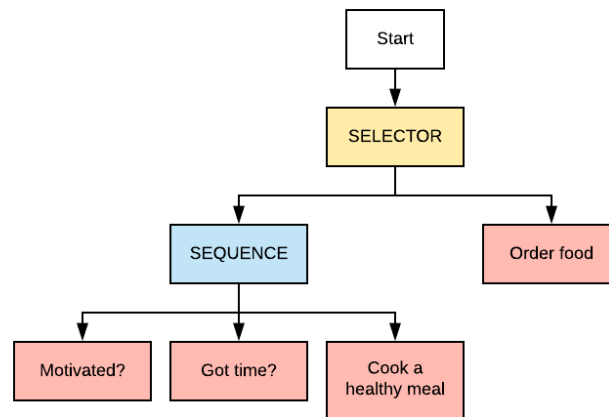 Start
SELECTOR
SEQUENCE
Order food
Motivated?
Got time?
Cook a
healthy meal